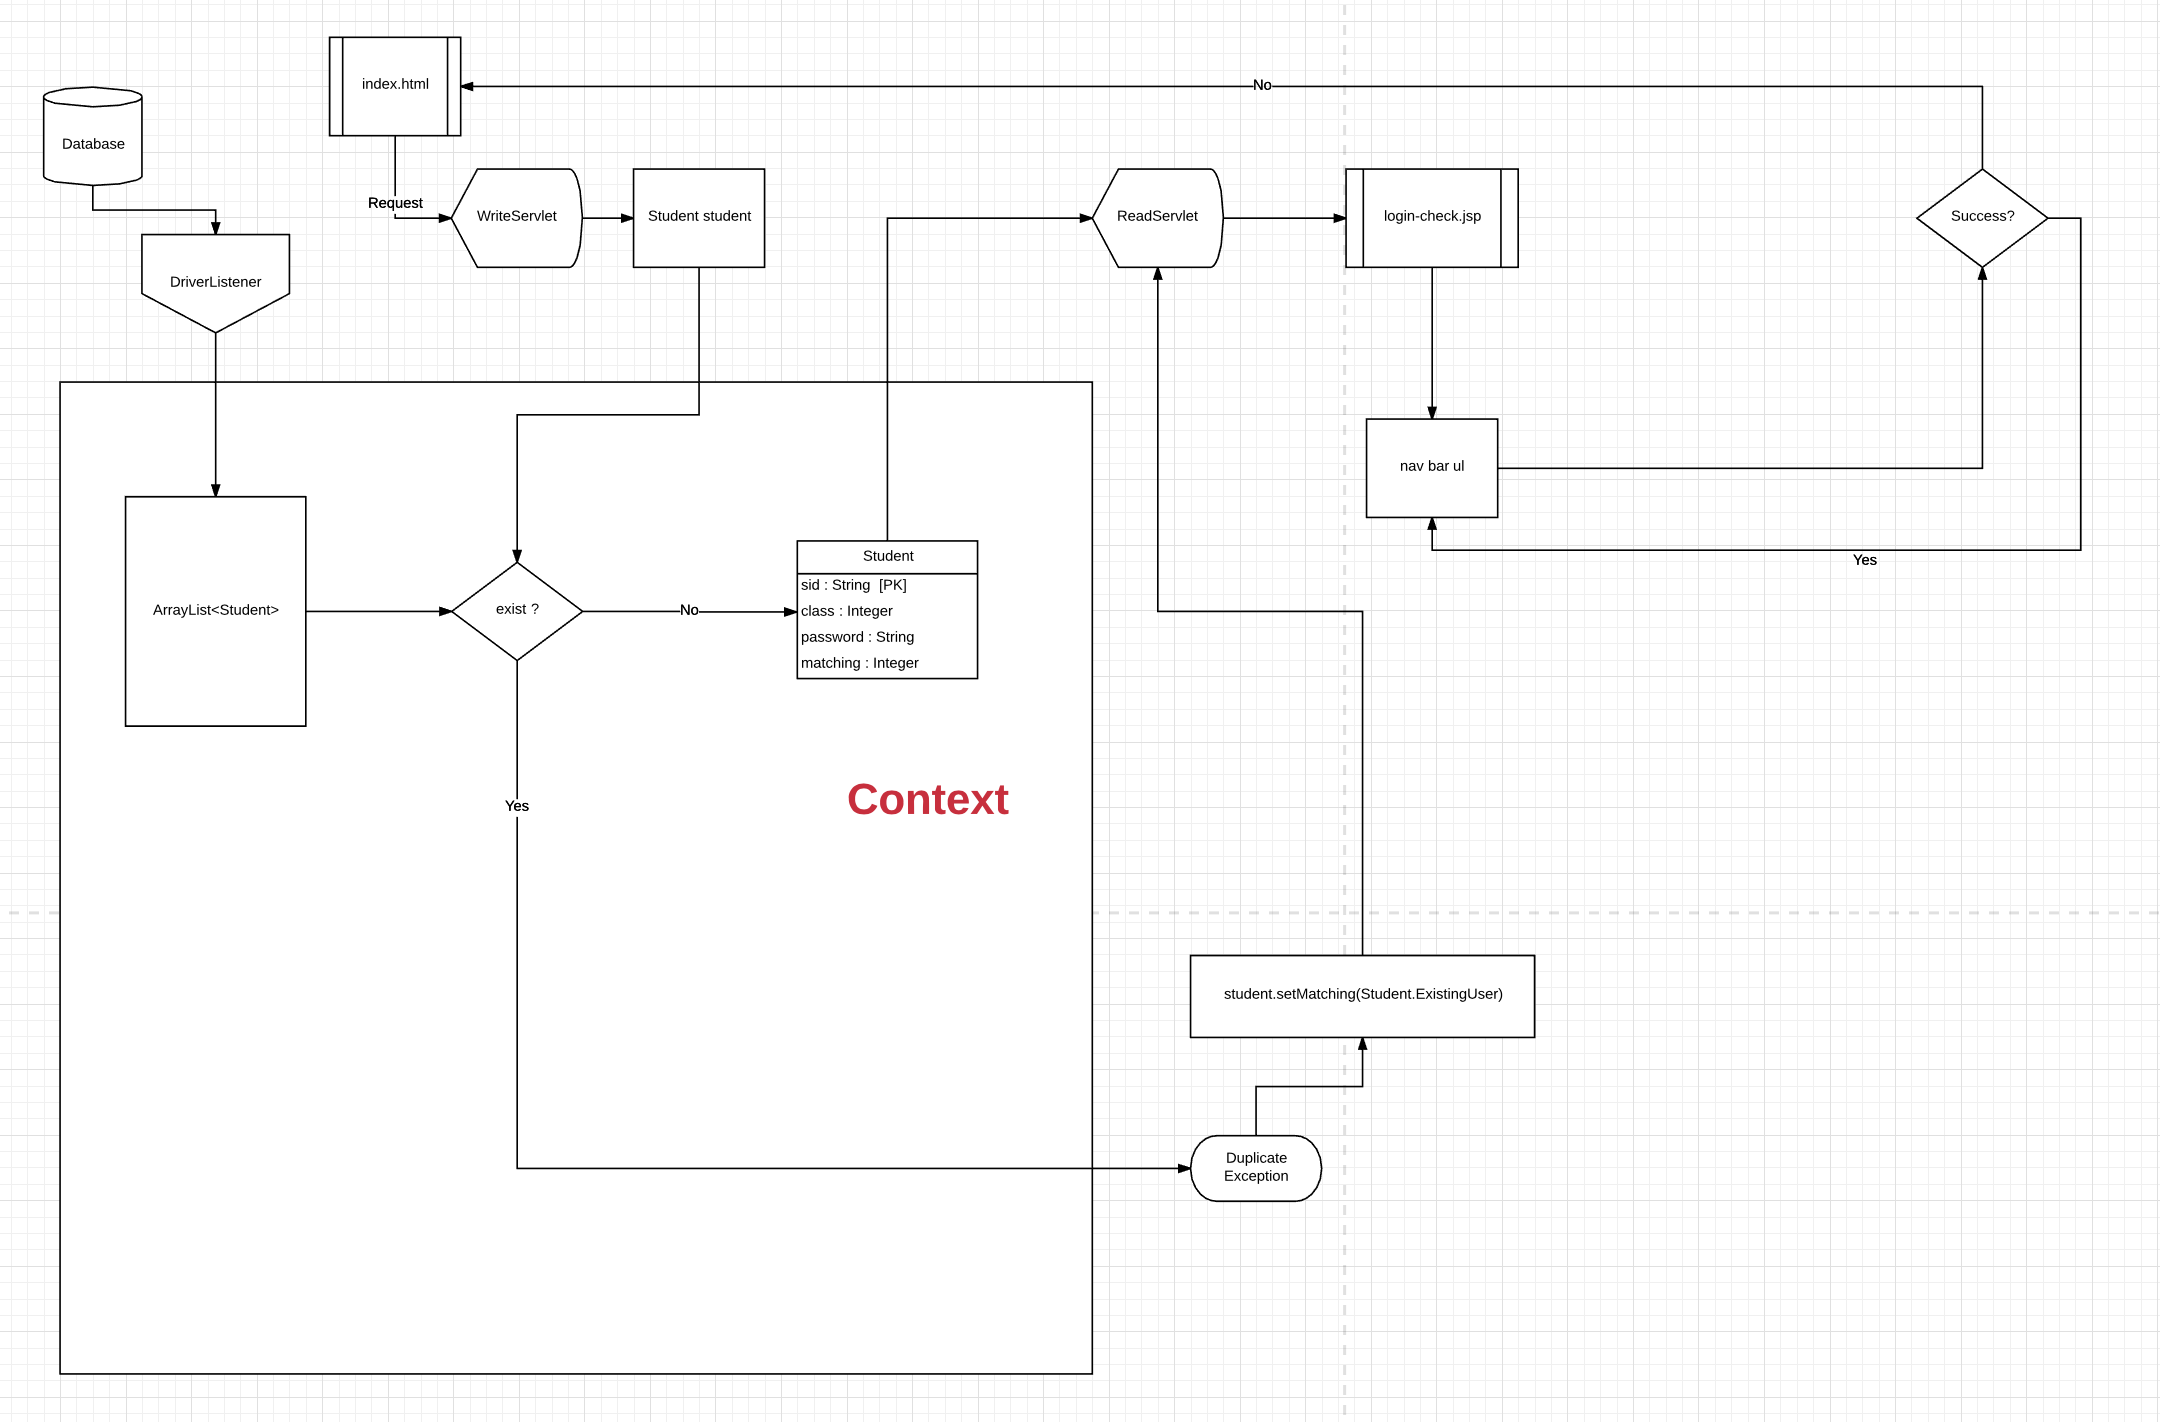 index.html
No
Database
Request
WriteServlet
Student student
ReadServlet
login-check.jsp
Success?
DriverListener
nav bar ul
Yes
Student
sid : String  [PK]
class : Integer
password : String
matching : Integer
ArrayList<Student>
exist ?
No
Yes
Context
student.setMatching(Student.ExistingUser)
Duplicate
Exception